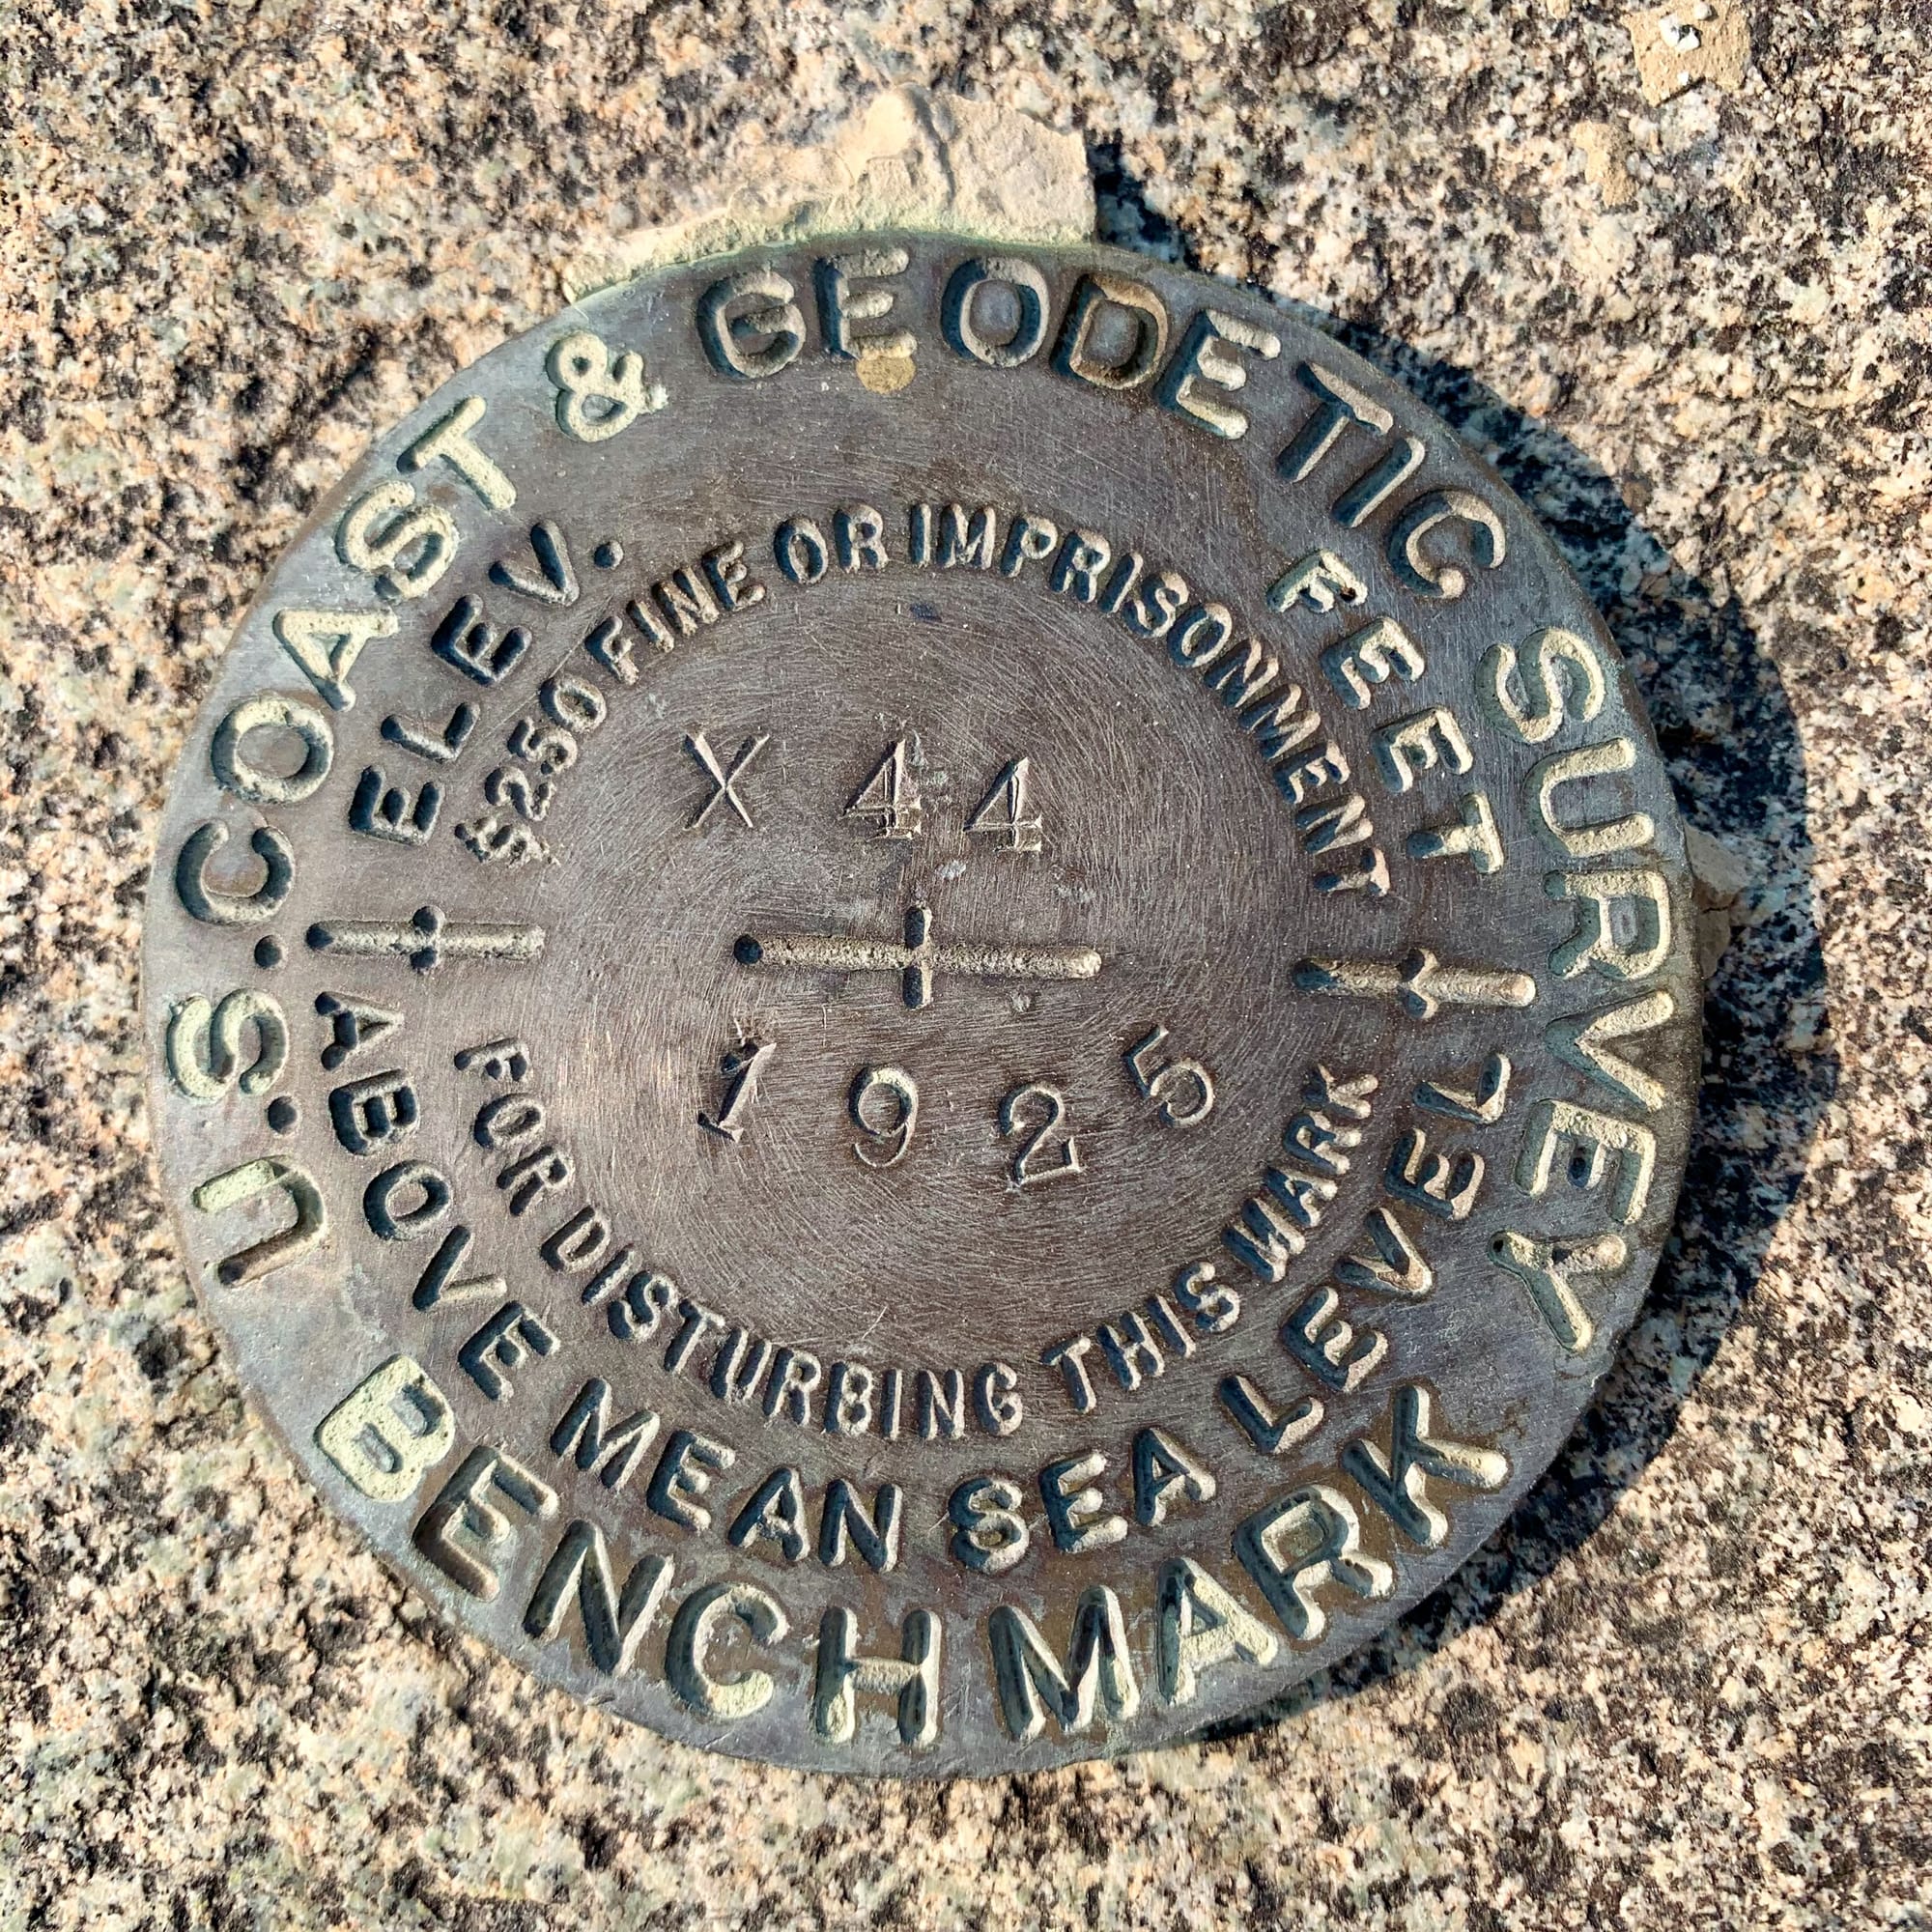 U.S. COAST & GEODETIC SURVEY
BENCH MARK
ELEV. FEET
ABOVE MEAN SEA LEVEL
$250 FINE OR IMPRISONMENT
FOR DISTURBING THIS MARK
X 44
1925